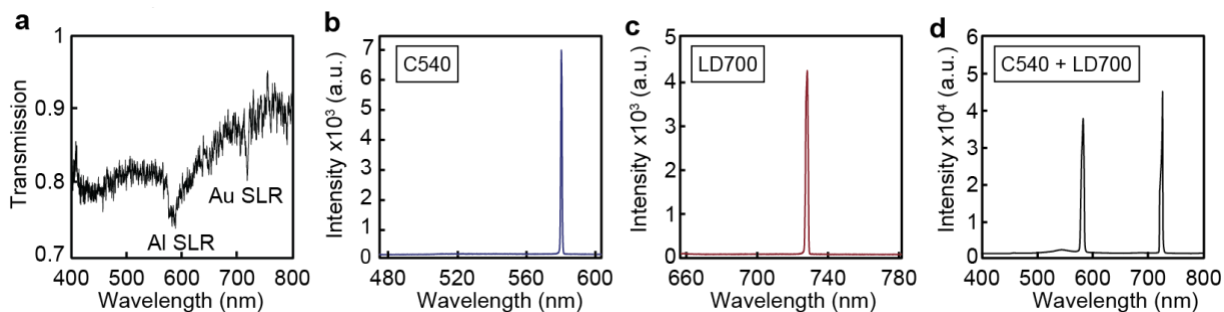 a
1
0.9
0.8
0.7
Transmission
Au SLR
Al SLR
400 500 600 700 800
Wavelength (nm)
b
7
6
5
4
3
2
1
0
Intensity x10³ (a.u.)
C540
480 520 560 600
Wavelength (nm)
c
5
4
3
2
1
0
Intensity x10³ (a.u.)
LD700
660 700 740 780
Wavelength (nm)
d
6
5
4
3
2
1
0
Intensity x10⁴ (a.u.)
C540 + LD700
400 500 600 700 800
Wavelength (nm)